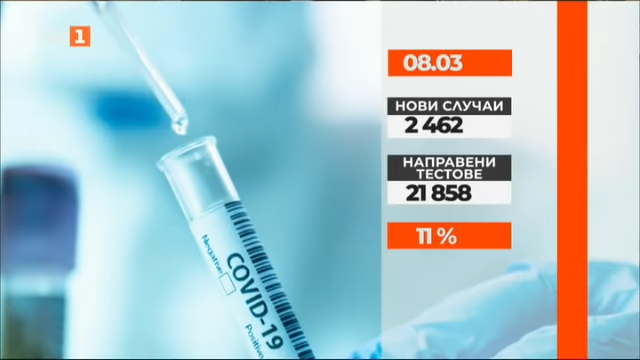 1
08.03
НОВИ СЛУЧАИ
2 462
НАПРАВЕНИ
ТЕСТОВЕ
21 858
11 %
Negative
COVID-19
Positive